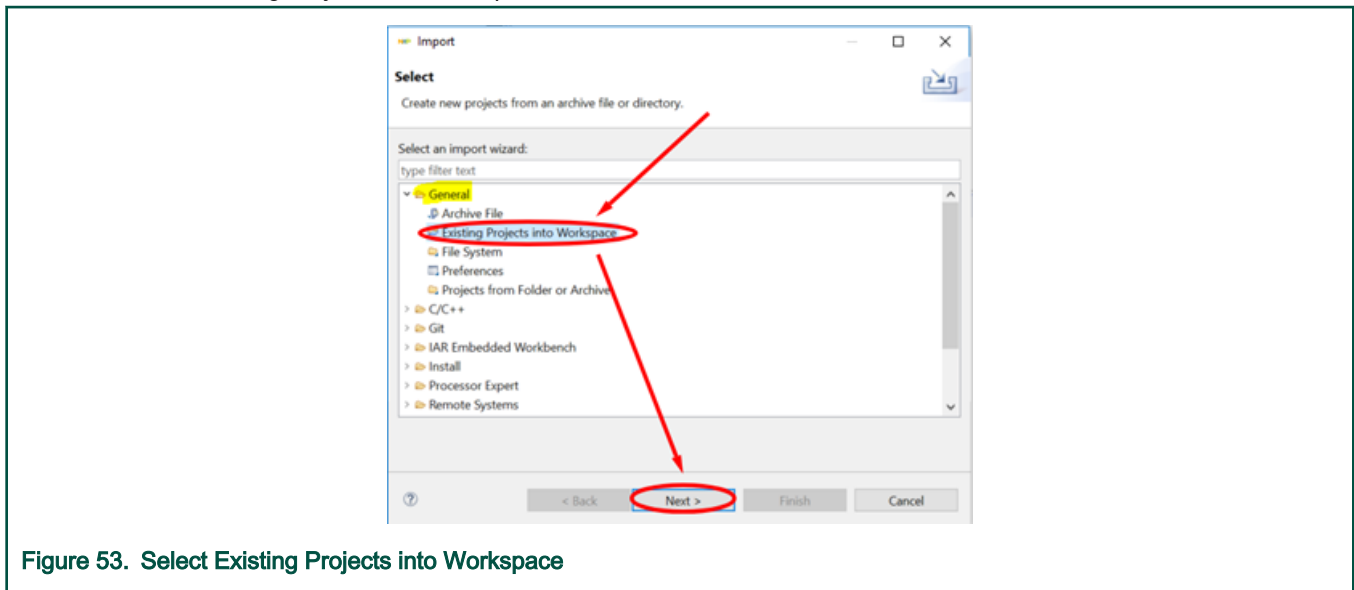 Import
Select
Create new projects from an archive file or directory.
Select an import wizard:
type filter text
General
Archive File
Existing Projects into Workspace
File System
Preferences
Projects from Folder or Archive
C/C++
Git
IAR Embedded Workbench
Install
Processor Expert
Remote Systems
< Back Next > Finish Cancel
Figure 53. Select Existing Projects into Workspace